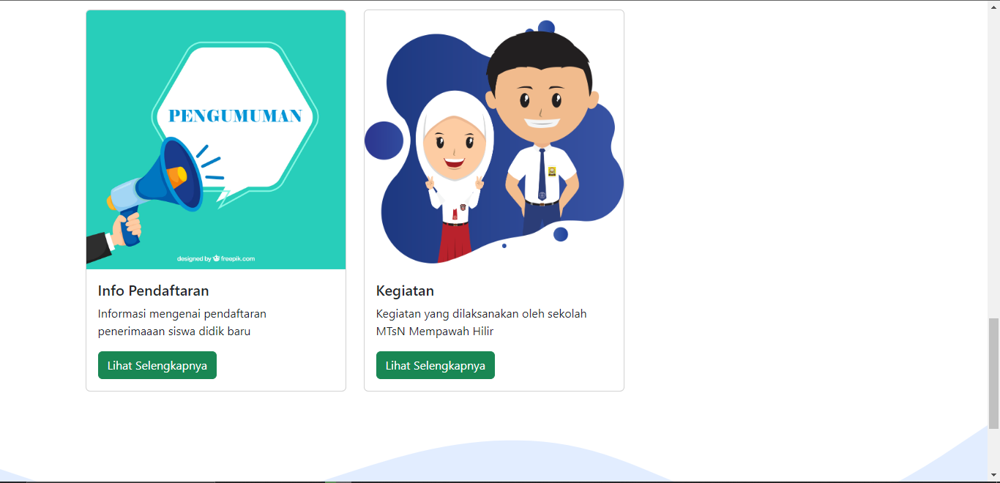 PENGUMUMAN
designed by freepik.com
Info Pendaftaran
Informasi mengenai pendaftaran
penerimaaan siswa didik baru
Lihat Selengkapnya
Kegiatan
Kegiatan yang dilaksanakan oleh sekolah
MTsN Mempawah Hilir
Lihat Selengkapnya